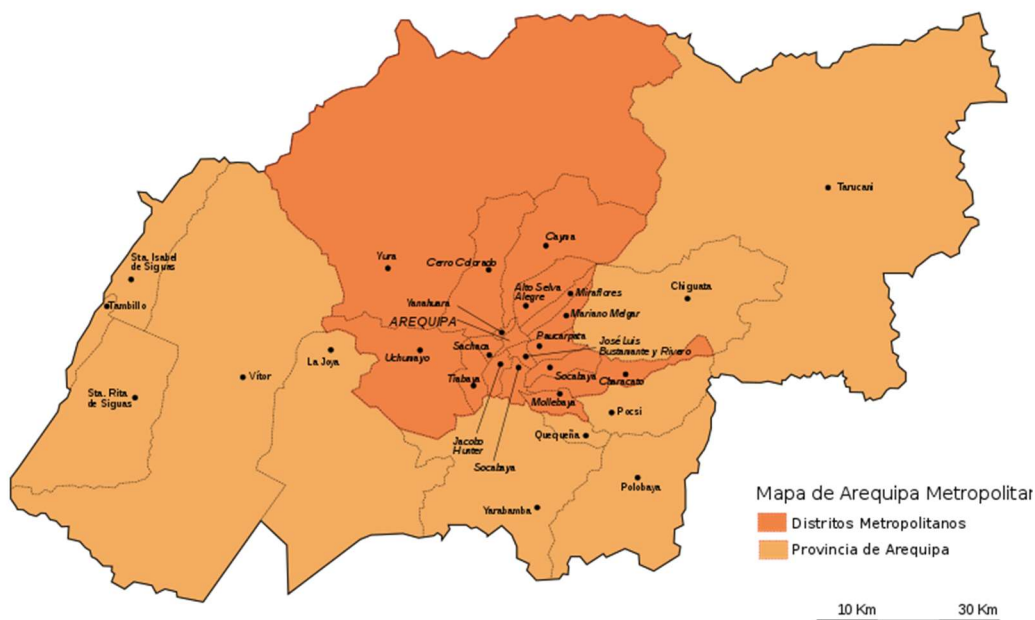 Tarucani
Cayma
Yura
Cerro Colorado
Sta. Isabel
de Siguas
Tambillo
Alto Selva
Alegre
Miraflores
Chiguata
Yanahuara
Mariano Melgar
AREQUIPA
Paucarpata
José Luis
Bustamante y Rivero
Sachaca
Uchumayo
La Joya
Vítor
Tiabaya
Socabaya
Characato
Sta. Rita
de Siguas
Mollebaya
Pocsi
Jacobo
Hunter
Quequeña
Socabaya
Polobaya
Yarabamba
Mapa de Arequipa Metropolitan
Distritos Metropolitanos
Provincia de Arequipa
10 Km 30 Km